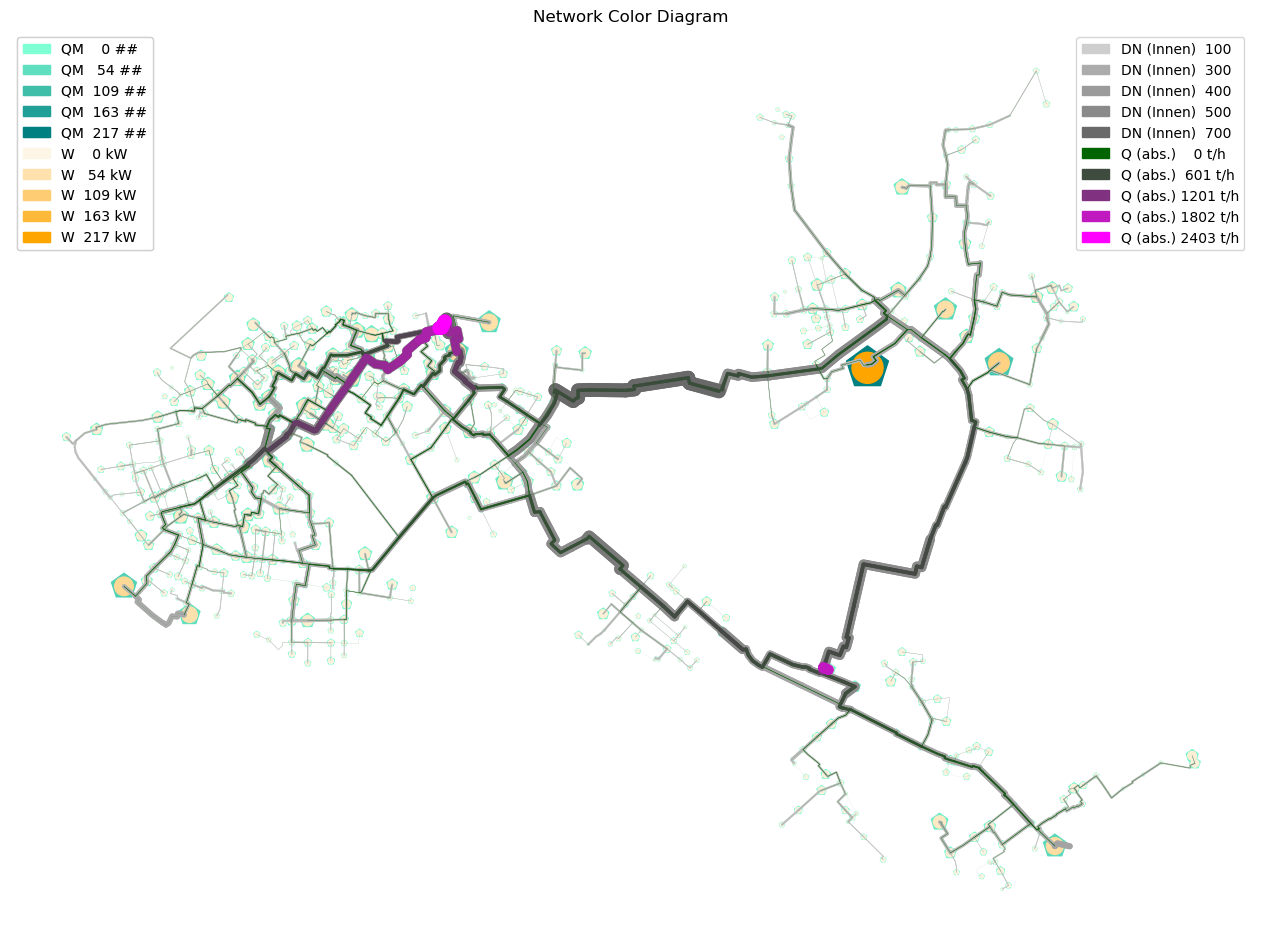 Network Color Diagram
QM    0 ##
QM   54 ##
QM  109 ##
QM  163 ##
QM  217 ##
W    0 kW
W   54 kW
W  109 kW
W  163 kW
W  217 kW
DN (Innen)  100
DN (Innen)  300
DN (Innen)  400
DN (Innen)  500
DN (Innen)  700
Q (abs.)    0 t/h
Q (abs.)  601 t/h
Q (abs.) 1201 t/h
Q (abs.) 1802 t/h
Q (abs.) 2403 t/h